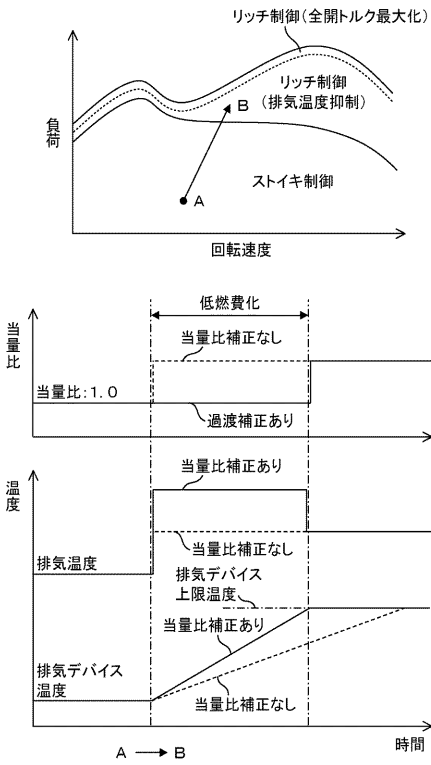 リッチ制御（全開トルク最大化）
リッチ制御
（排気温度抑制）
B
負荷
ストイキ制御
A
回転速度
低燃費化
当量比
当量比補正なし
当量比：1.0
過渡補正あり
温度
当量比補正あり
当量比補正なし
排気温度
排気デバイス
上限温度
当量比補正あり
排気デバイス
温度
当量比補正なし
時間
A → B